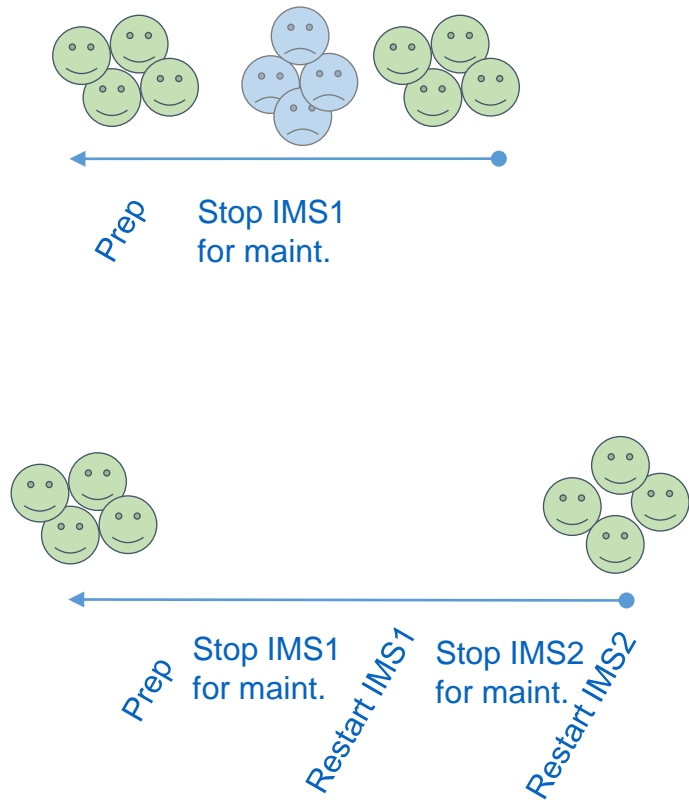 Prep
Stop IMS1
for maint.
Prep
Stop IMS1
for maint.
Restart IMS1
Stop IMS2
for maint.
Restart IMS2